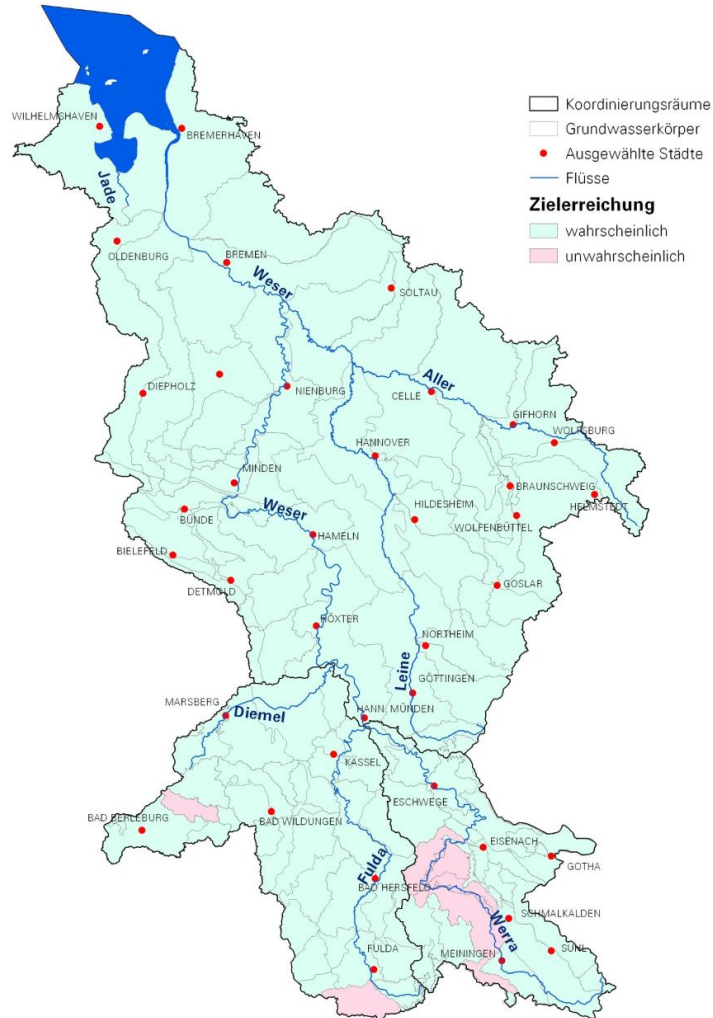 Koordinierungsräume
Grundwasserkörper
Ausgewählte Städte
Flüsse
Zielerreichung
wahrscheinlich
unwahrscheinlich
WILHELMSHAVEN
BREMERHAVEN
Jade
OLDENBURG
BREMEN
Weser
SOLTAU
DIEPHOLZ
NIENBURG
Aller
CELLE
GIFHORN
WOLFSBURG
HANNOVER
MINDEN
BRAUNSCHWEIG
HELMSTEDT
HILDESHEIM
WOLFENBÜTTEL
BÜNDE
Weser
HAMELN
BIELEFELD
DETMOLD
GOSLAR
HÖXTER
NORTHEIM
Leine
GÖTTINGEN
MARSBERG
Diemel
HANN. MÜNDEN
KASSEL
ESCHWEGE
BAD BERLEBURG
BAD WILDUNGEN
EISENACH
GOTHA
Fulda
BAD HERSFELD
SCHMALKALDEN
Werra
SUHL
MEININGEN
FULDA